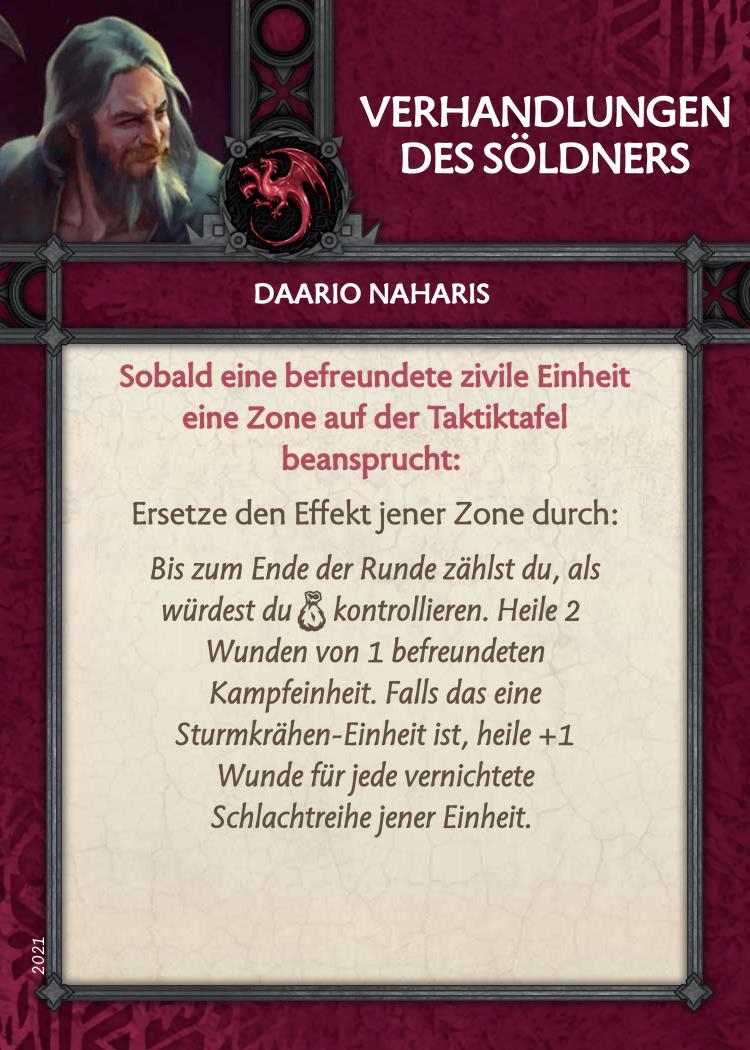 VERHANDLUNGEN
DES SÖLDNERS
DAARIO NAHARIS
Sobald eine befreundete zivile Einheit
eine Zone auf der Taktiktafel
beansprucht:
Ersetze den Effekt jener Zone durch:
Bis zum Ende der Runde zählst du, als
würdest du kontrollieren. Heile 2
Wunden von 1 befreundeten
Kampfeinheit. Falls das eine
Sturmkrähen-Einheit ist, heile +1
Wunde für jede vernichtete
Schlachtreihe jener Einheit.
2021